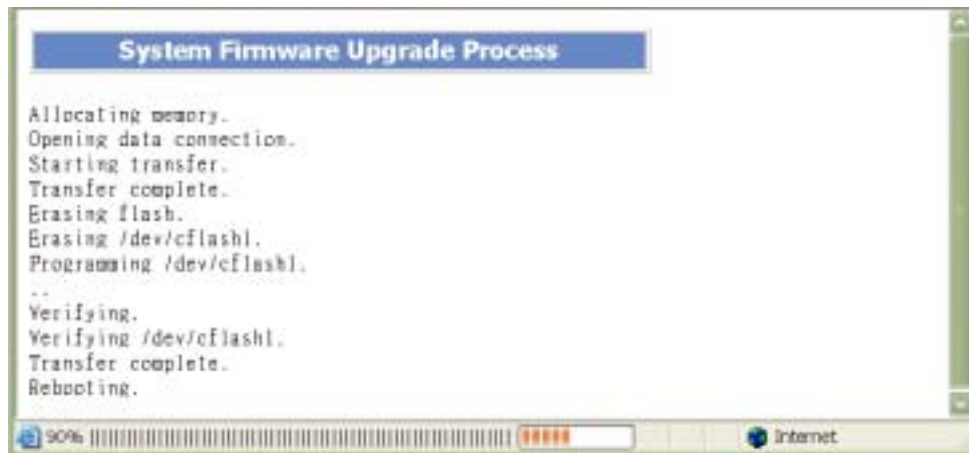 System Firmware Upgrade Process
Allocating memory.
Opening data connection.
Starting transfer.
Transfer complete.
Erasing flash.
Erasing /dev/cflash1.
Programming /dev/cflash1.
..
Verifying.
Verifying /dev/cflash1.
Transfer complete.
Rebooting.
90% Internet